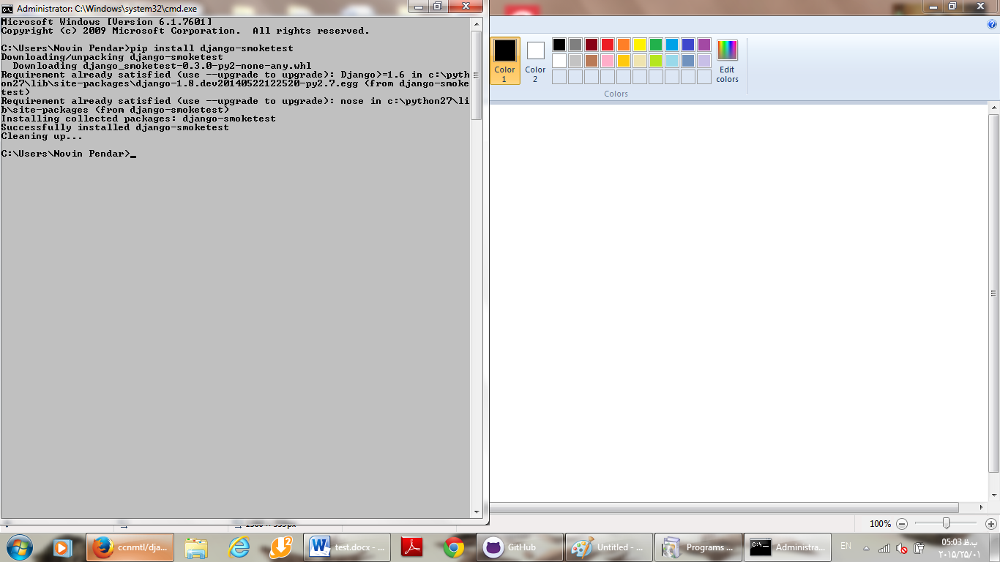 Administrator: C:\Windows\system32\cmd.exe
Microsoft Windows [Version 6.1.7601]
Copyright (c) 2009 Microsoft Corporation.  All rights reserved.
C:\Users\Novin Pendar>pip install django-smoketest
Downloading/unpacking django-smoketest
  Downloading django_smoketest-0.3.0-py2-none-any.whl
Requirement already satisfied (use --upgrade to upgrade): Django>=1.6 in c:\pyth
on27\lib\site-packages\django-1.8.dev20140522122520-py2.7.egg (from django-smoke
test)
Requirement already satisfied (use --upgrade to upgrade): nose in c:\python27\li
b\site-packages (from django-smoketest)
Installing collected packages: django-smoketest
Successfully installed django-smoketest
Cleaning up...
C:\Users\Novin Pendar>
Color
1
Color
2
Edit
colors
Colors
100%
ccnmtl/dja...
test.docx - ...
GitHub
Untitled - ...
Programs ...
Administra...
EN
05:03 ب.ظ
۲۰۱۵/۲۵/۰۱